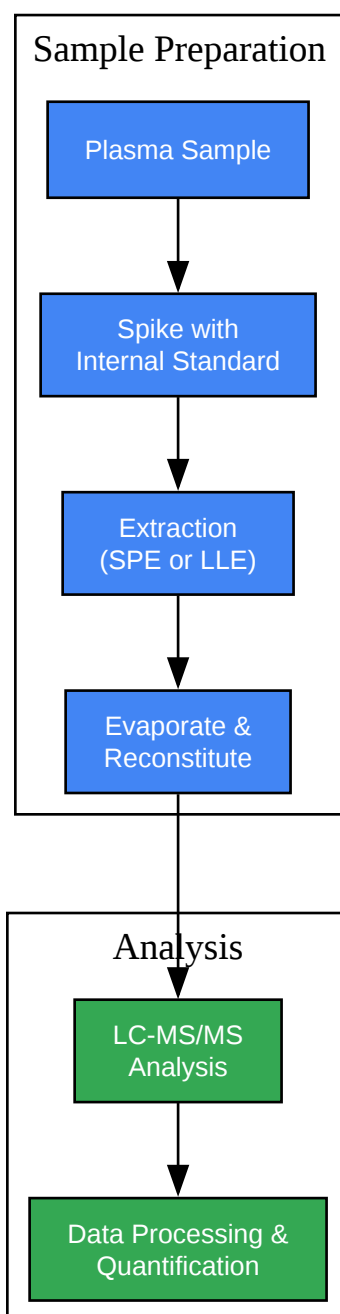 Sample Preparation
Plasma Sample
Spike with
Internal Standard
Extraction
(SPE or LLE)
Evaporate &
Reconstitute
Analysis
LC-MS/MS
Analysis
Data Processing &
Quantification